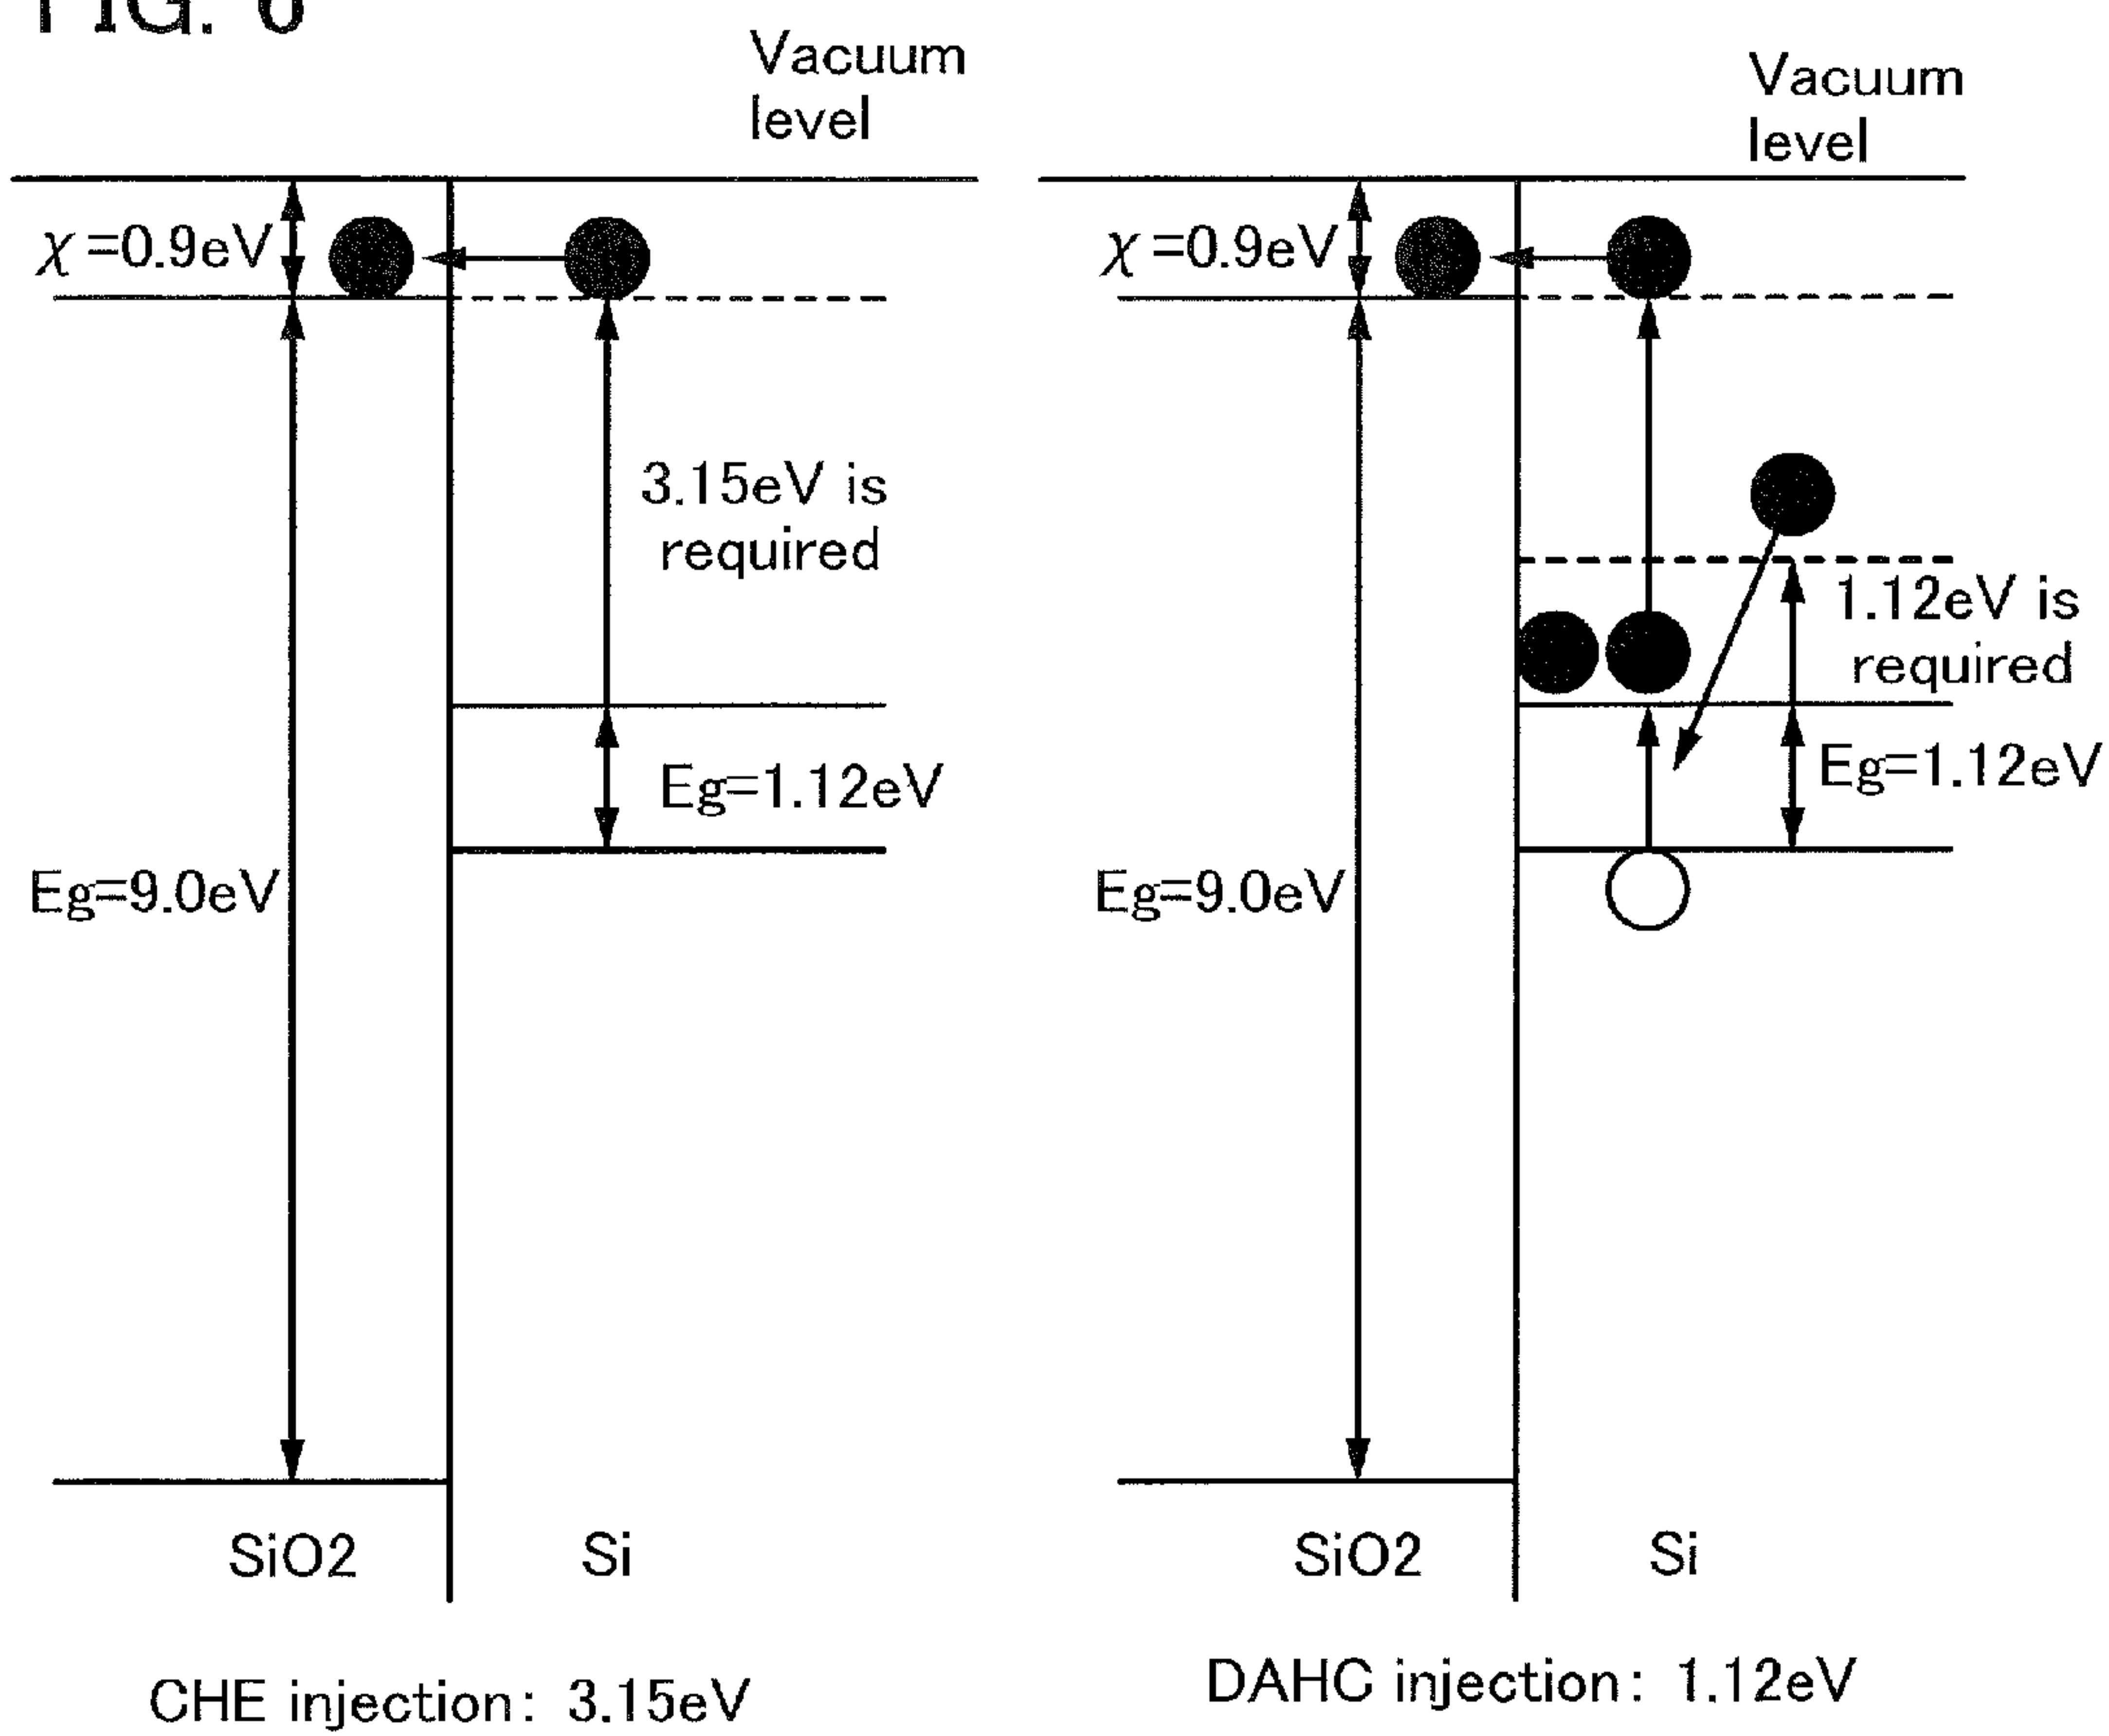 FIG. 6
Vacuum
level
χ=0.9eV
3.15eV is
required
Eg=1.12eV
Eg=9.0eV
SiO2
Si
CHE injection: 3.15eV
Vacuum
level
χ=0.9eV
1.12eV is
required
Eg=1.12eV
Eg=9.0eV
SiO2
Si
DAHC injection: 1.12eV